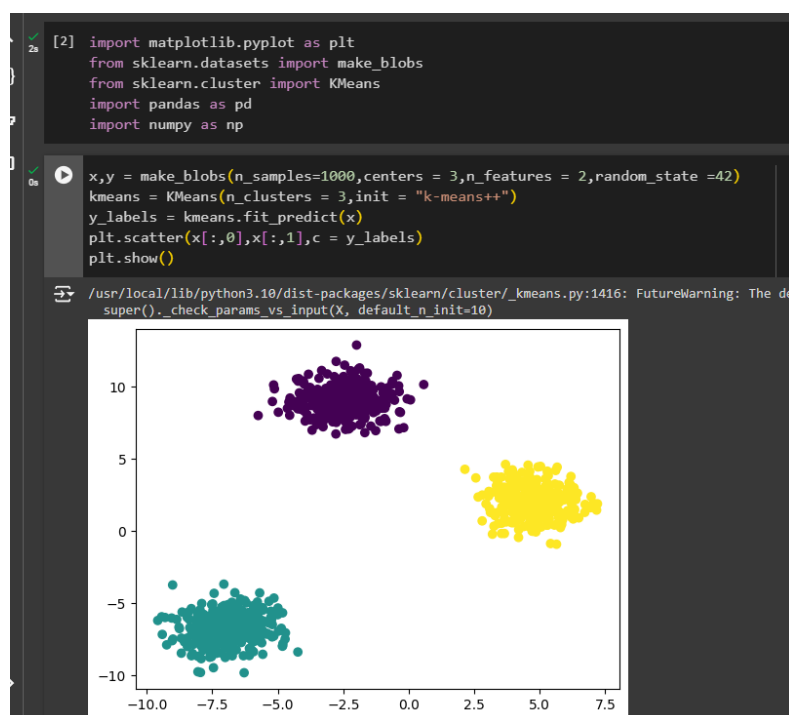 [2] import matplotlib.pyplot as plt
from sklearn.datasets import make_blobs
from sklearn.cluster import KMeans
import pandas as pd
import numpy as np
2s
x,y = make_blobs(n_samples=1000,centers = 3,n_features = 2,random_state =42)
kmeans = KMeans(n_clusters = 3,init = "k-means++")
y_labels = kmeans.fit_predict(x)
plt.scatter(x[:,0],x[:,1],c = y_labels)
plt.show()
0s
/usr/local/lib/python3.10/dist-packages/sklearn/cluster/_kmeans.py:1416: FutureWarning: The de
super()._check_params_vs_input(X, default_n_init=10)
10
5
0
−5
−10
−10.0 −7.5 −5.0 −2.5 0.0 2.5 5.0 7.5